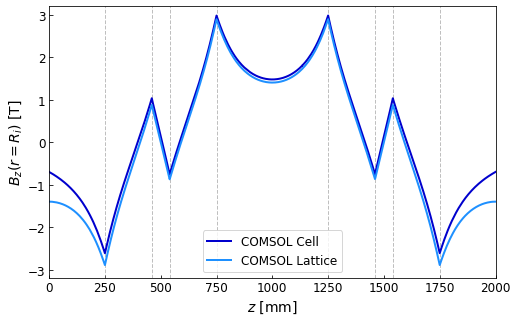 3
2
1
0
−1
−2
−3
B_z(r = R_i) [T]
COMSOL Cell
COMSOL Lattice
0 250 500 750 1000 1250 1500 1750 2000
z [mm]